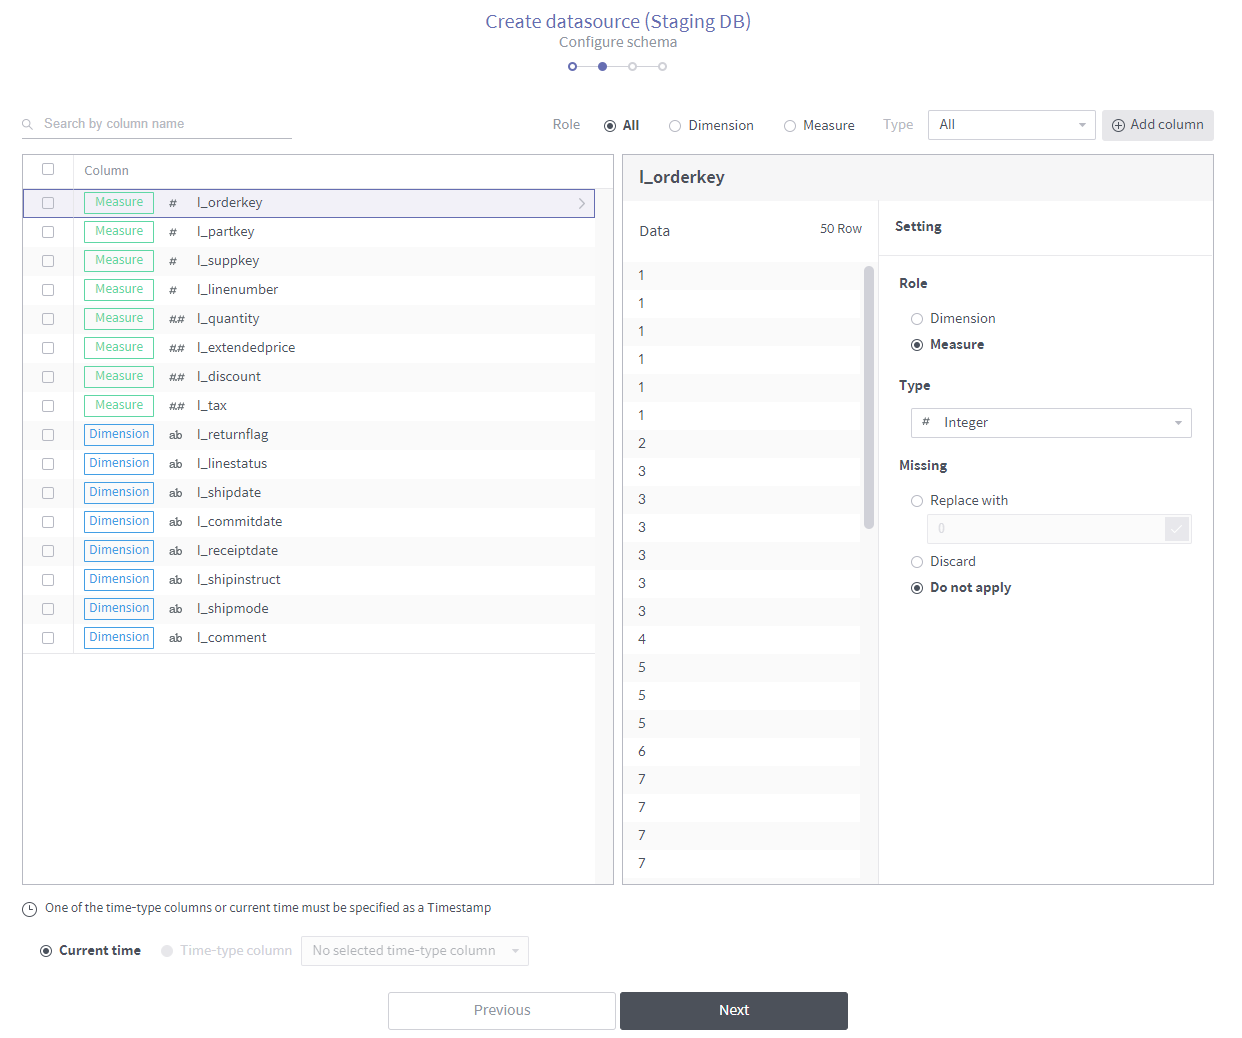 Create datasource (Staging DB)
Configure schema
Search by column name
Role All Dimension Measure Type All Add column
Column
Measure # l_orderkey
Measure # l_partkey
Measure # l_suppkey
Measure # l_linenumber
Measure #.# l_quantity
Measure #.# l_extendedprice
Measure #.# l_discount
Measure #.# l_tax
Dimension ab l_returnflag
Dimension ab l_linestatus
Dimension ab l_shipdate
Dimension ab l_commitdate
Dimension ab l_receiptdate
Dimension ab l_shipinstruct
Dimension ab l_shipmode
Dimension ab l_comment
l_orderkey
Data 50 Row
1
1
1
1
1
1
2
3
3
3
3
3
3
4
5
5
5
6
7
7
7
7
Setting
Role
Dimension
Measure
Type
# Integer
Missing
Replace with
0
Discard
Do not apply
One of the time-type columns or current time must be specified as a Timestamp
Current time Time-type column No selected time-type column
Previous Next